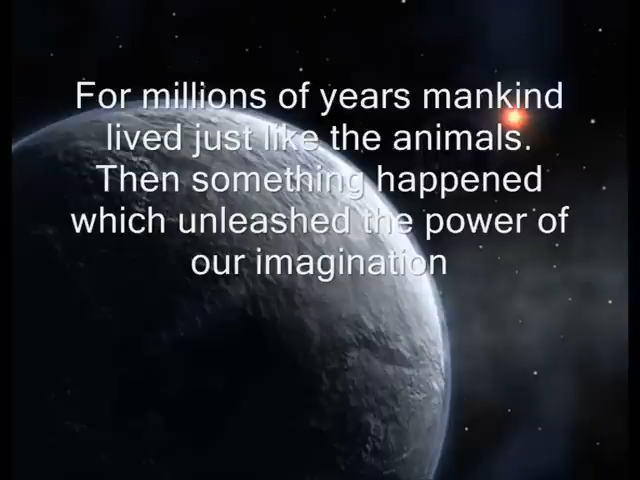 For millions of years mankind
lived just like the animals.
Then something happened
which unleashed the power of
our imagination